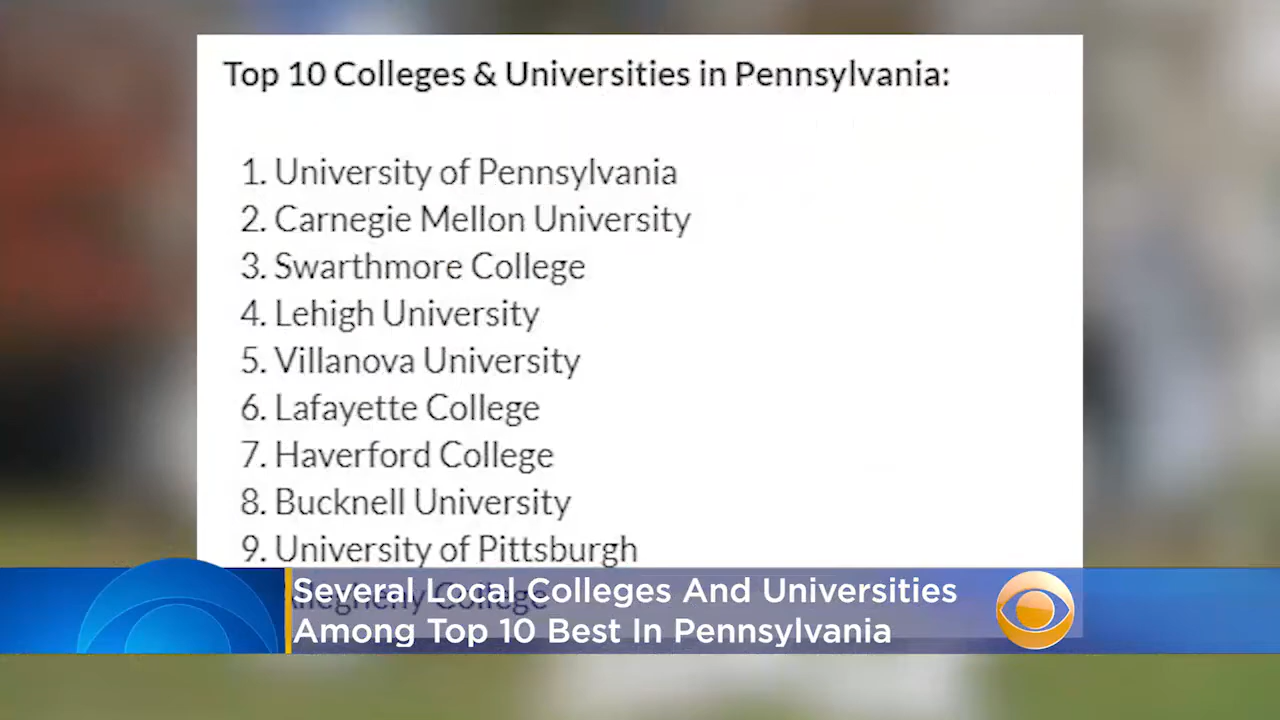 Top 10 Colleges & Universities in Pennsylvania:
1. University of Pennsylvania
2. Carnegie Mellon University
3. Swarthmore College
4. Lehigh University
5. Villanova University
6. Lafayette College
7. Haverford College
8. Bucknell University
9. University of Pittsburgh
Allegheny College
Several Local Colleges And Universities
Among Top 10 Best In Pennsylvania